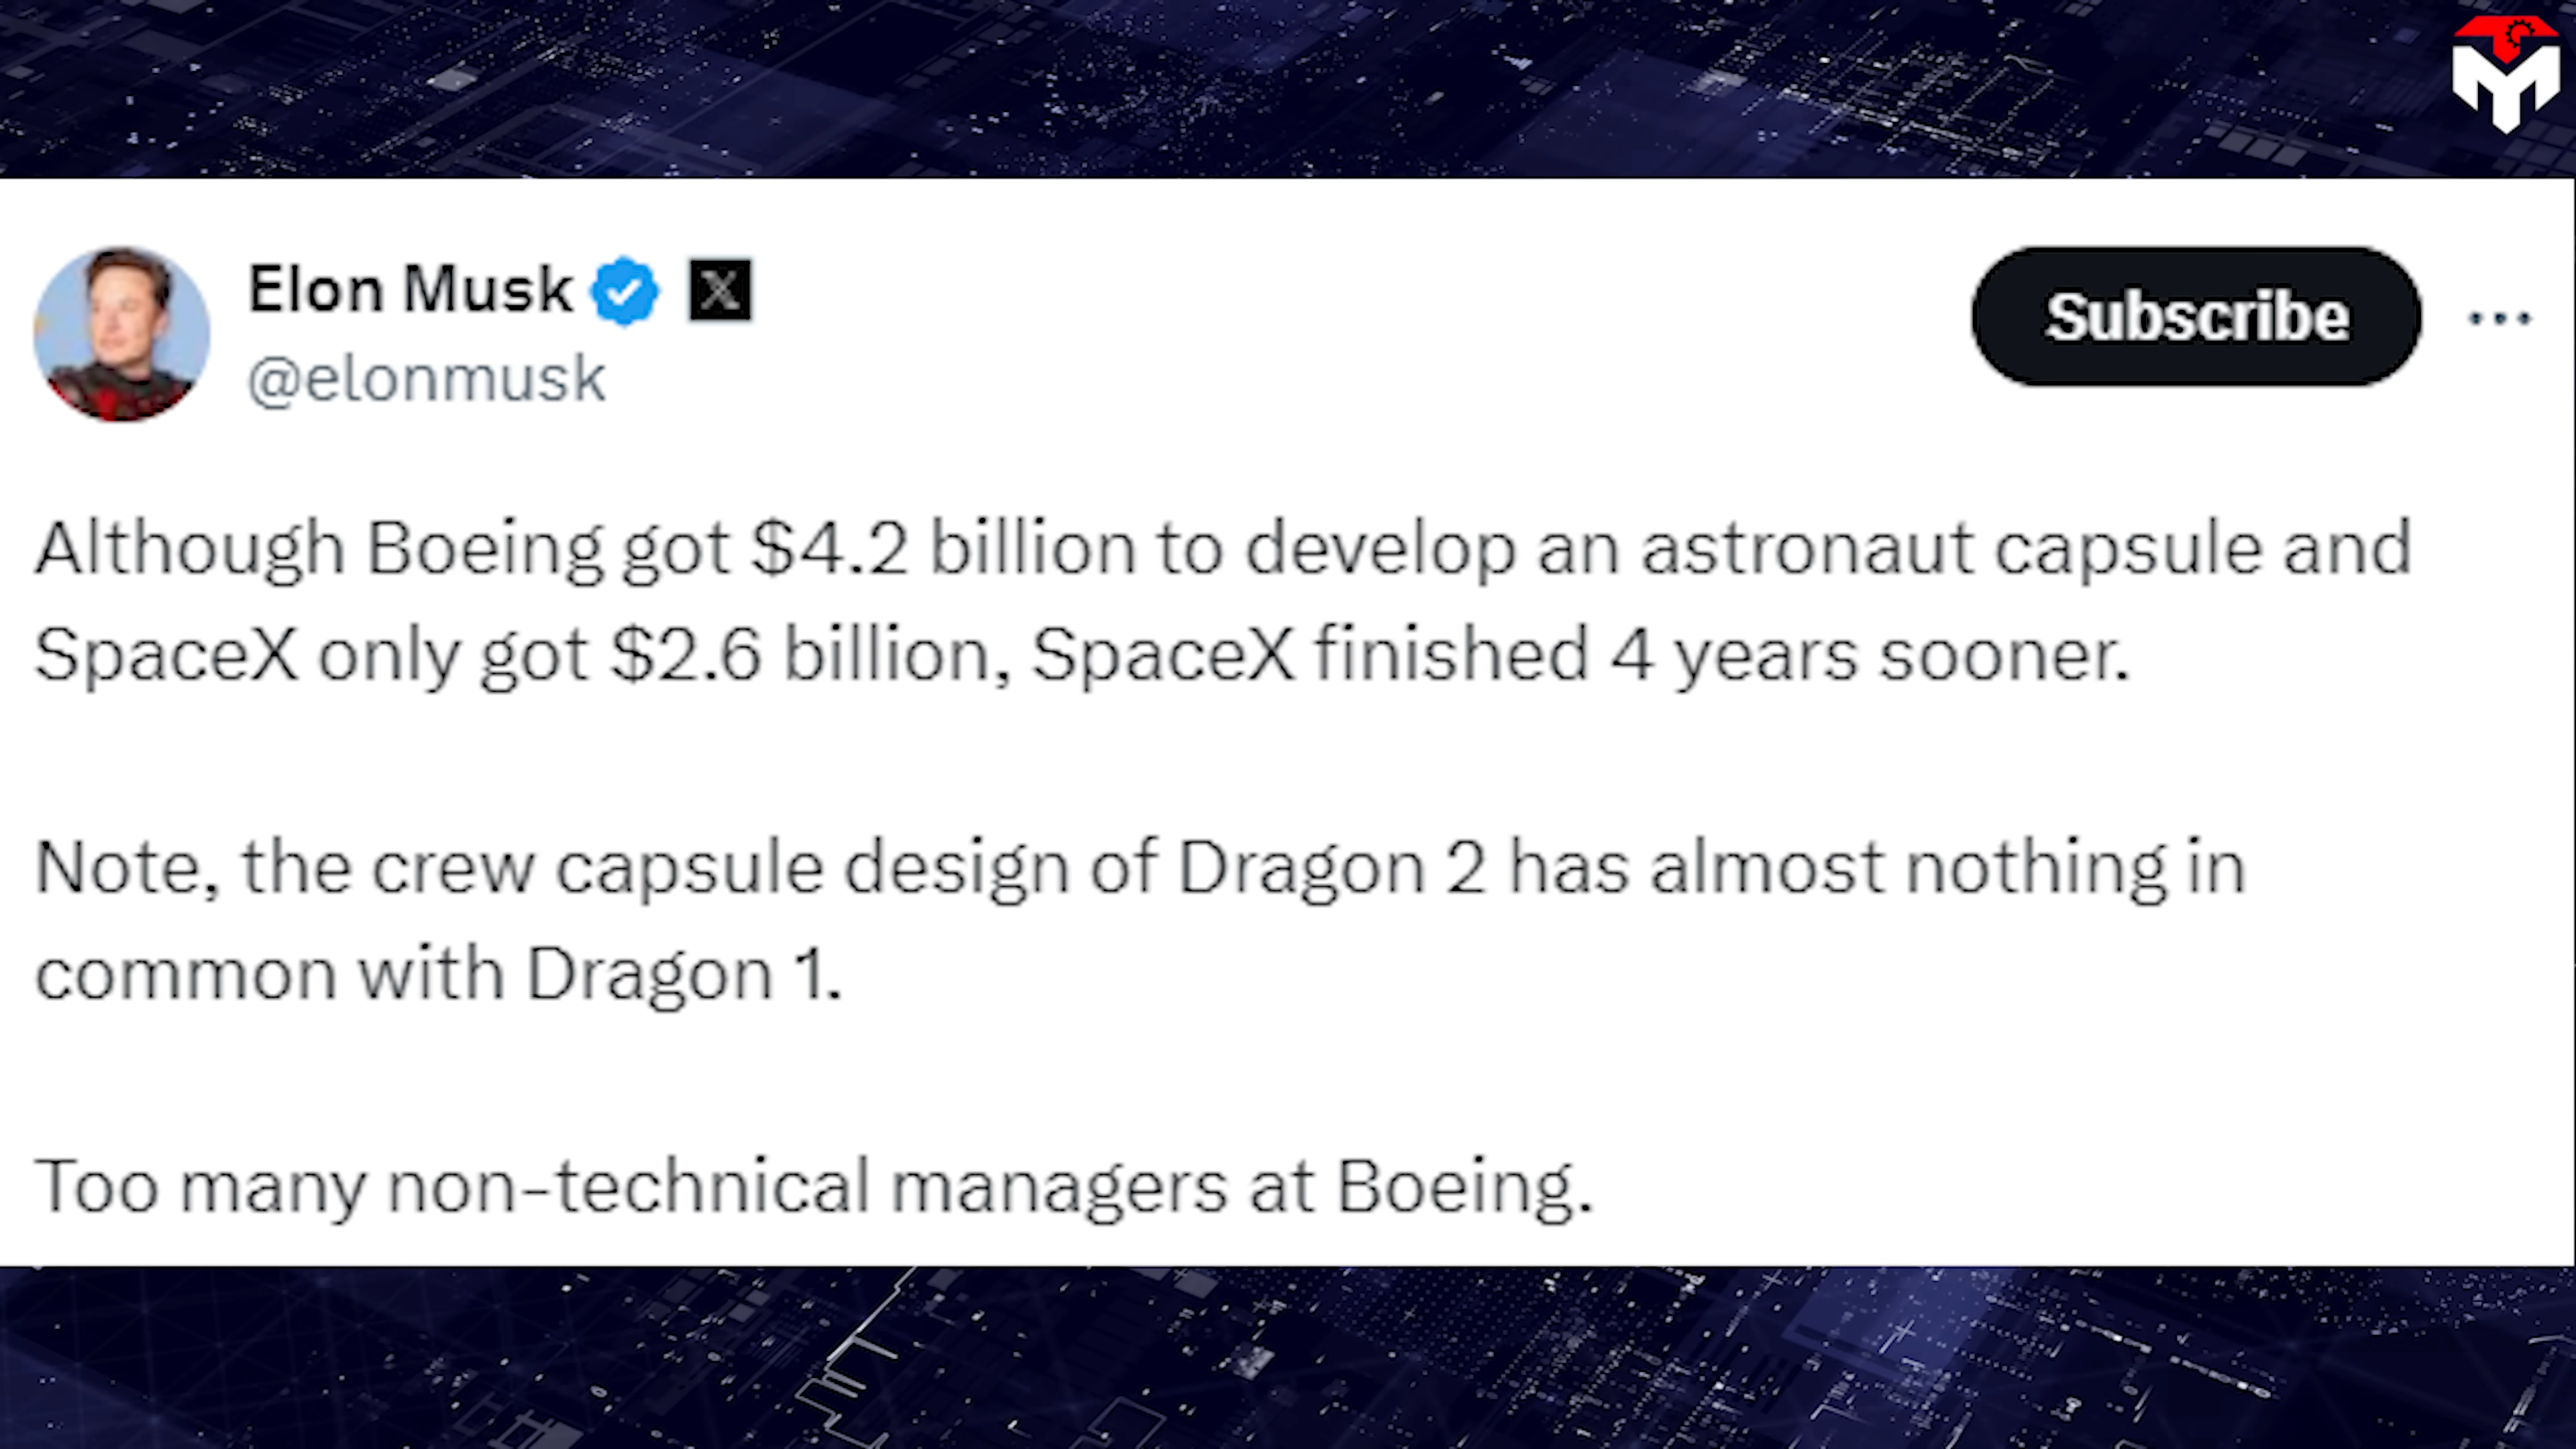 Elon Musk
@elonmusk
Subscribe
Although Boeing got $4.2 billion to develop an astronaut capsule and
SpaceX only got $2.6 billion, SpaceX finished 4 years sooner.
Note, the crew capsule design of Dragon 2 has almost nothing in
common with Dragon 1.
Too many non-technical managers at Boeing.